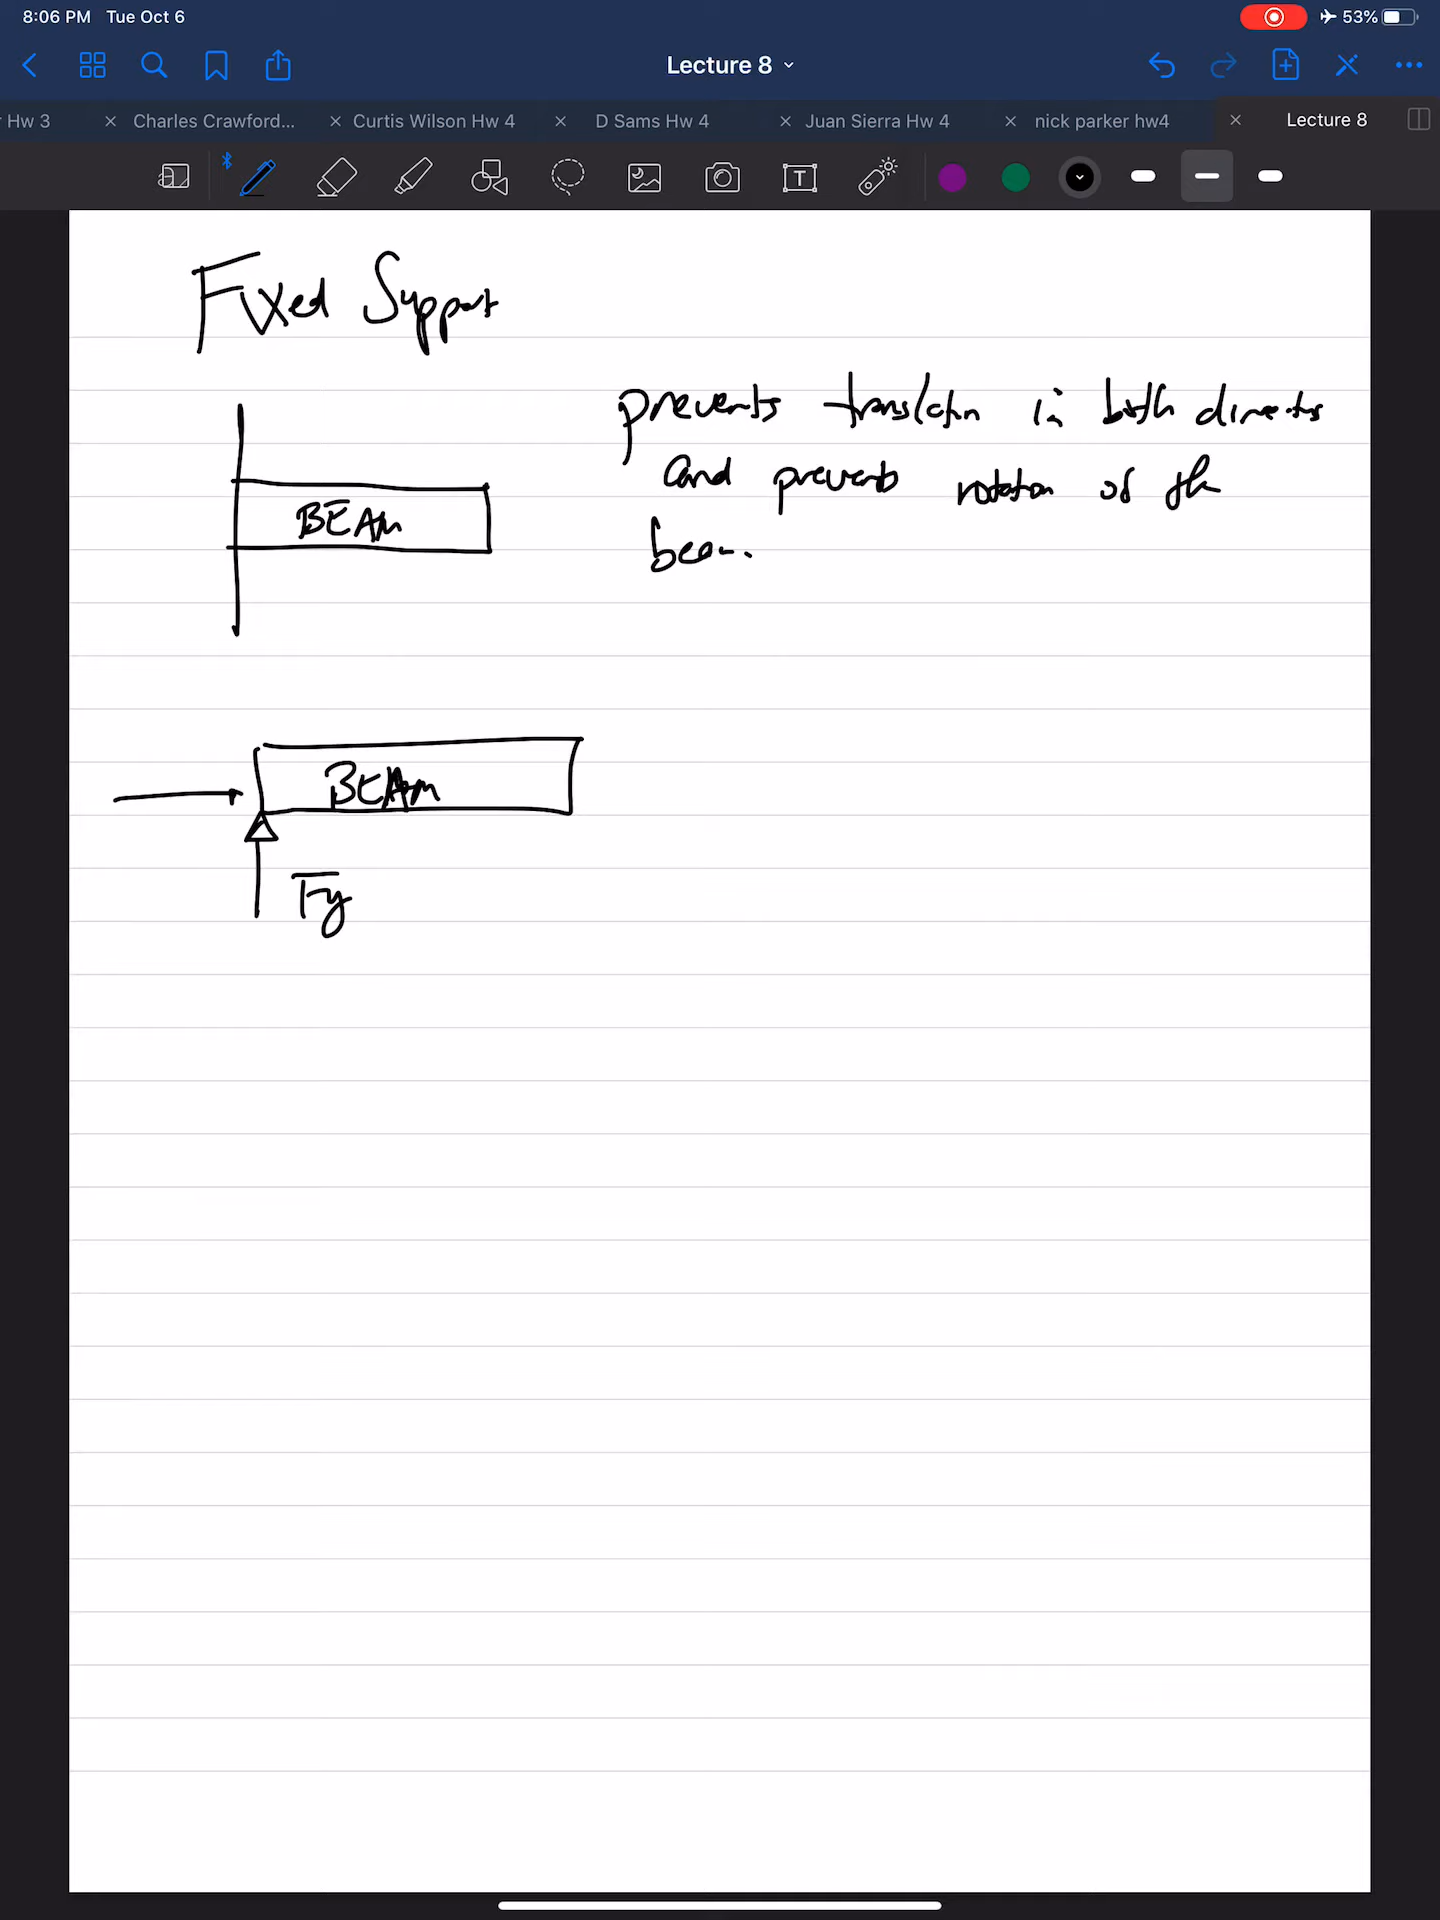 8:06 PM Tue Oct 6
53%
Lecture 8
r Hw 3
Charles Crawford...
Curtis Wilson Hw 4
D Sams Hw 4
Juan Sierra Hw 4
nick parker hw4
Lecture 8
T
Fixed Support
prevents translation in both directions
and prevents rotation of the
beam.
BEAM
BEAM
Fy